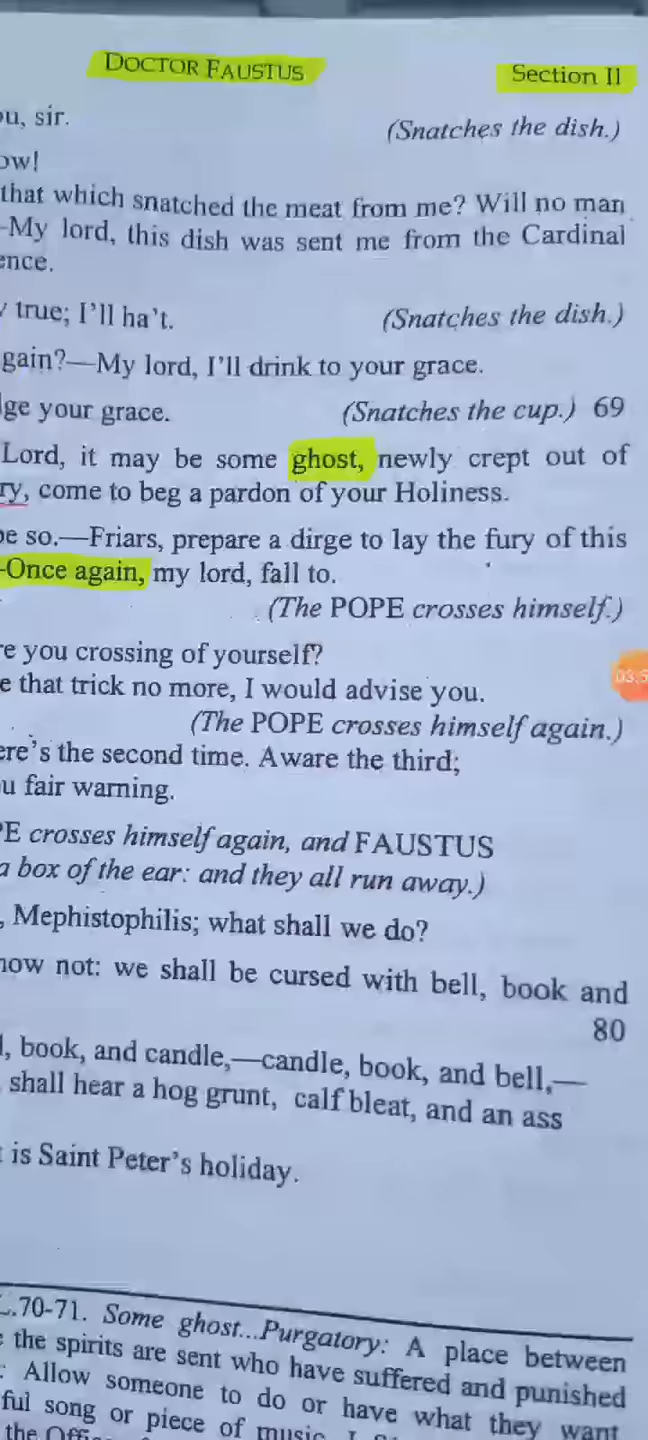 DOCTOR FAUSTUS Section II
ou, sir. (Snatches the dish.)
ow!
that which snatched the meat from me? Will no man
-My lord, this dish was sent me from the Cardinal
ence.
true; I'll ha't. (Snatches the dish.)
gain?—My lord, I'll drink to your grace.
ge your grace. (Snatches the cup.) 69
Lord, it may be some ghost, newly crept out of
ry, come to beg a pardon of your Holiness.
be so.—Friars, prepare a dirge to lay the fury of this
-Once again, my lord, fall to.
(The POPE crosses himself.)
re you crossing of yourself?
e that trick no more, I would advise you.
(The POPE crosses himself again.)
ere's the second time. Aware the third;
u fair warning.
PE crosses himself again, and FAUSTUS
a box of the ear: and they all run away.)
, Mephistophilis; what shall we do?
now not: we shall be cursed with bell, book and
80
l, book, and candle,—candle, book, and bell,—
shall hear a hog grunt, calf bleat, and an ass
is Saint Peter's holiday.
L.70-71. Some ghost...Purgatory: A place between
the spirits are sent who have suffered and punished
: Allow someone to do or have what they want
ful song or piece of music
the